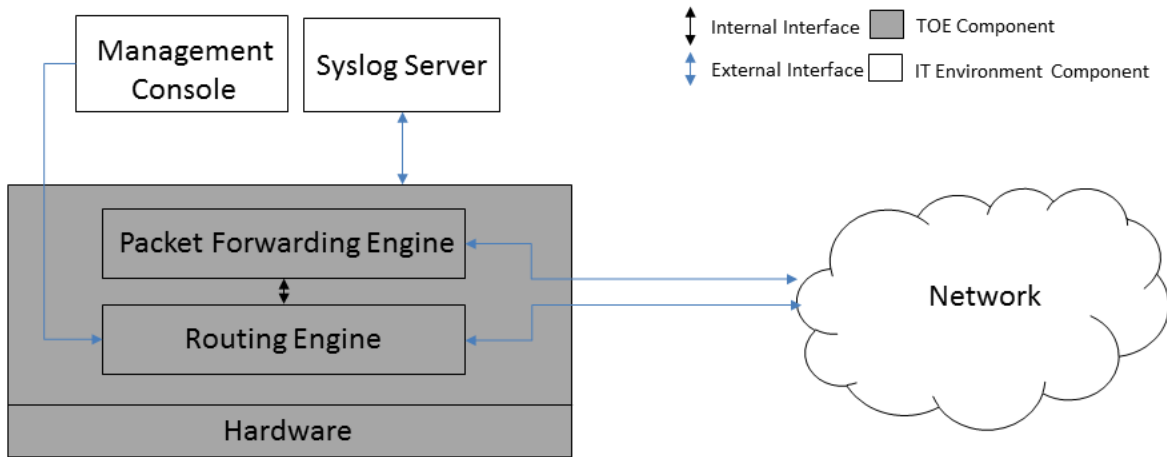 Management
Console
Syslog Server
Internal Interface
TOE Component
External Interface
IT Environment Component
Packet Forwarding Engine
Routing Engine
Hardware
Network